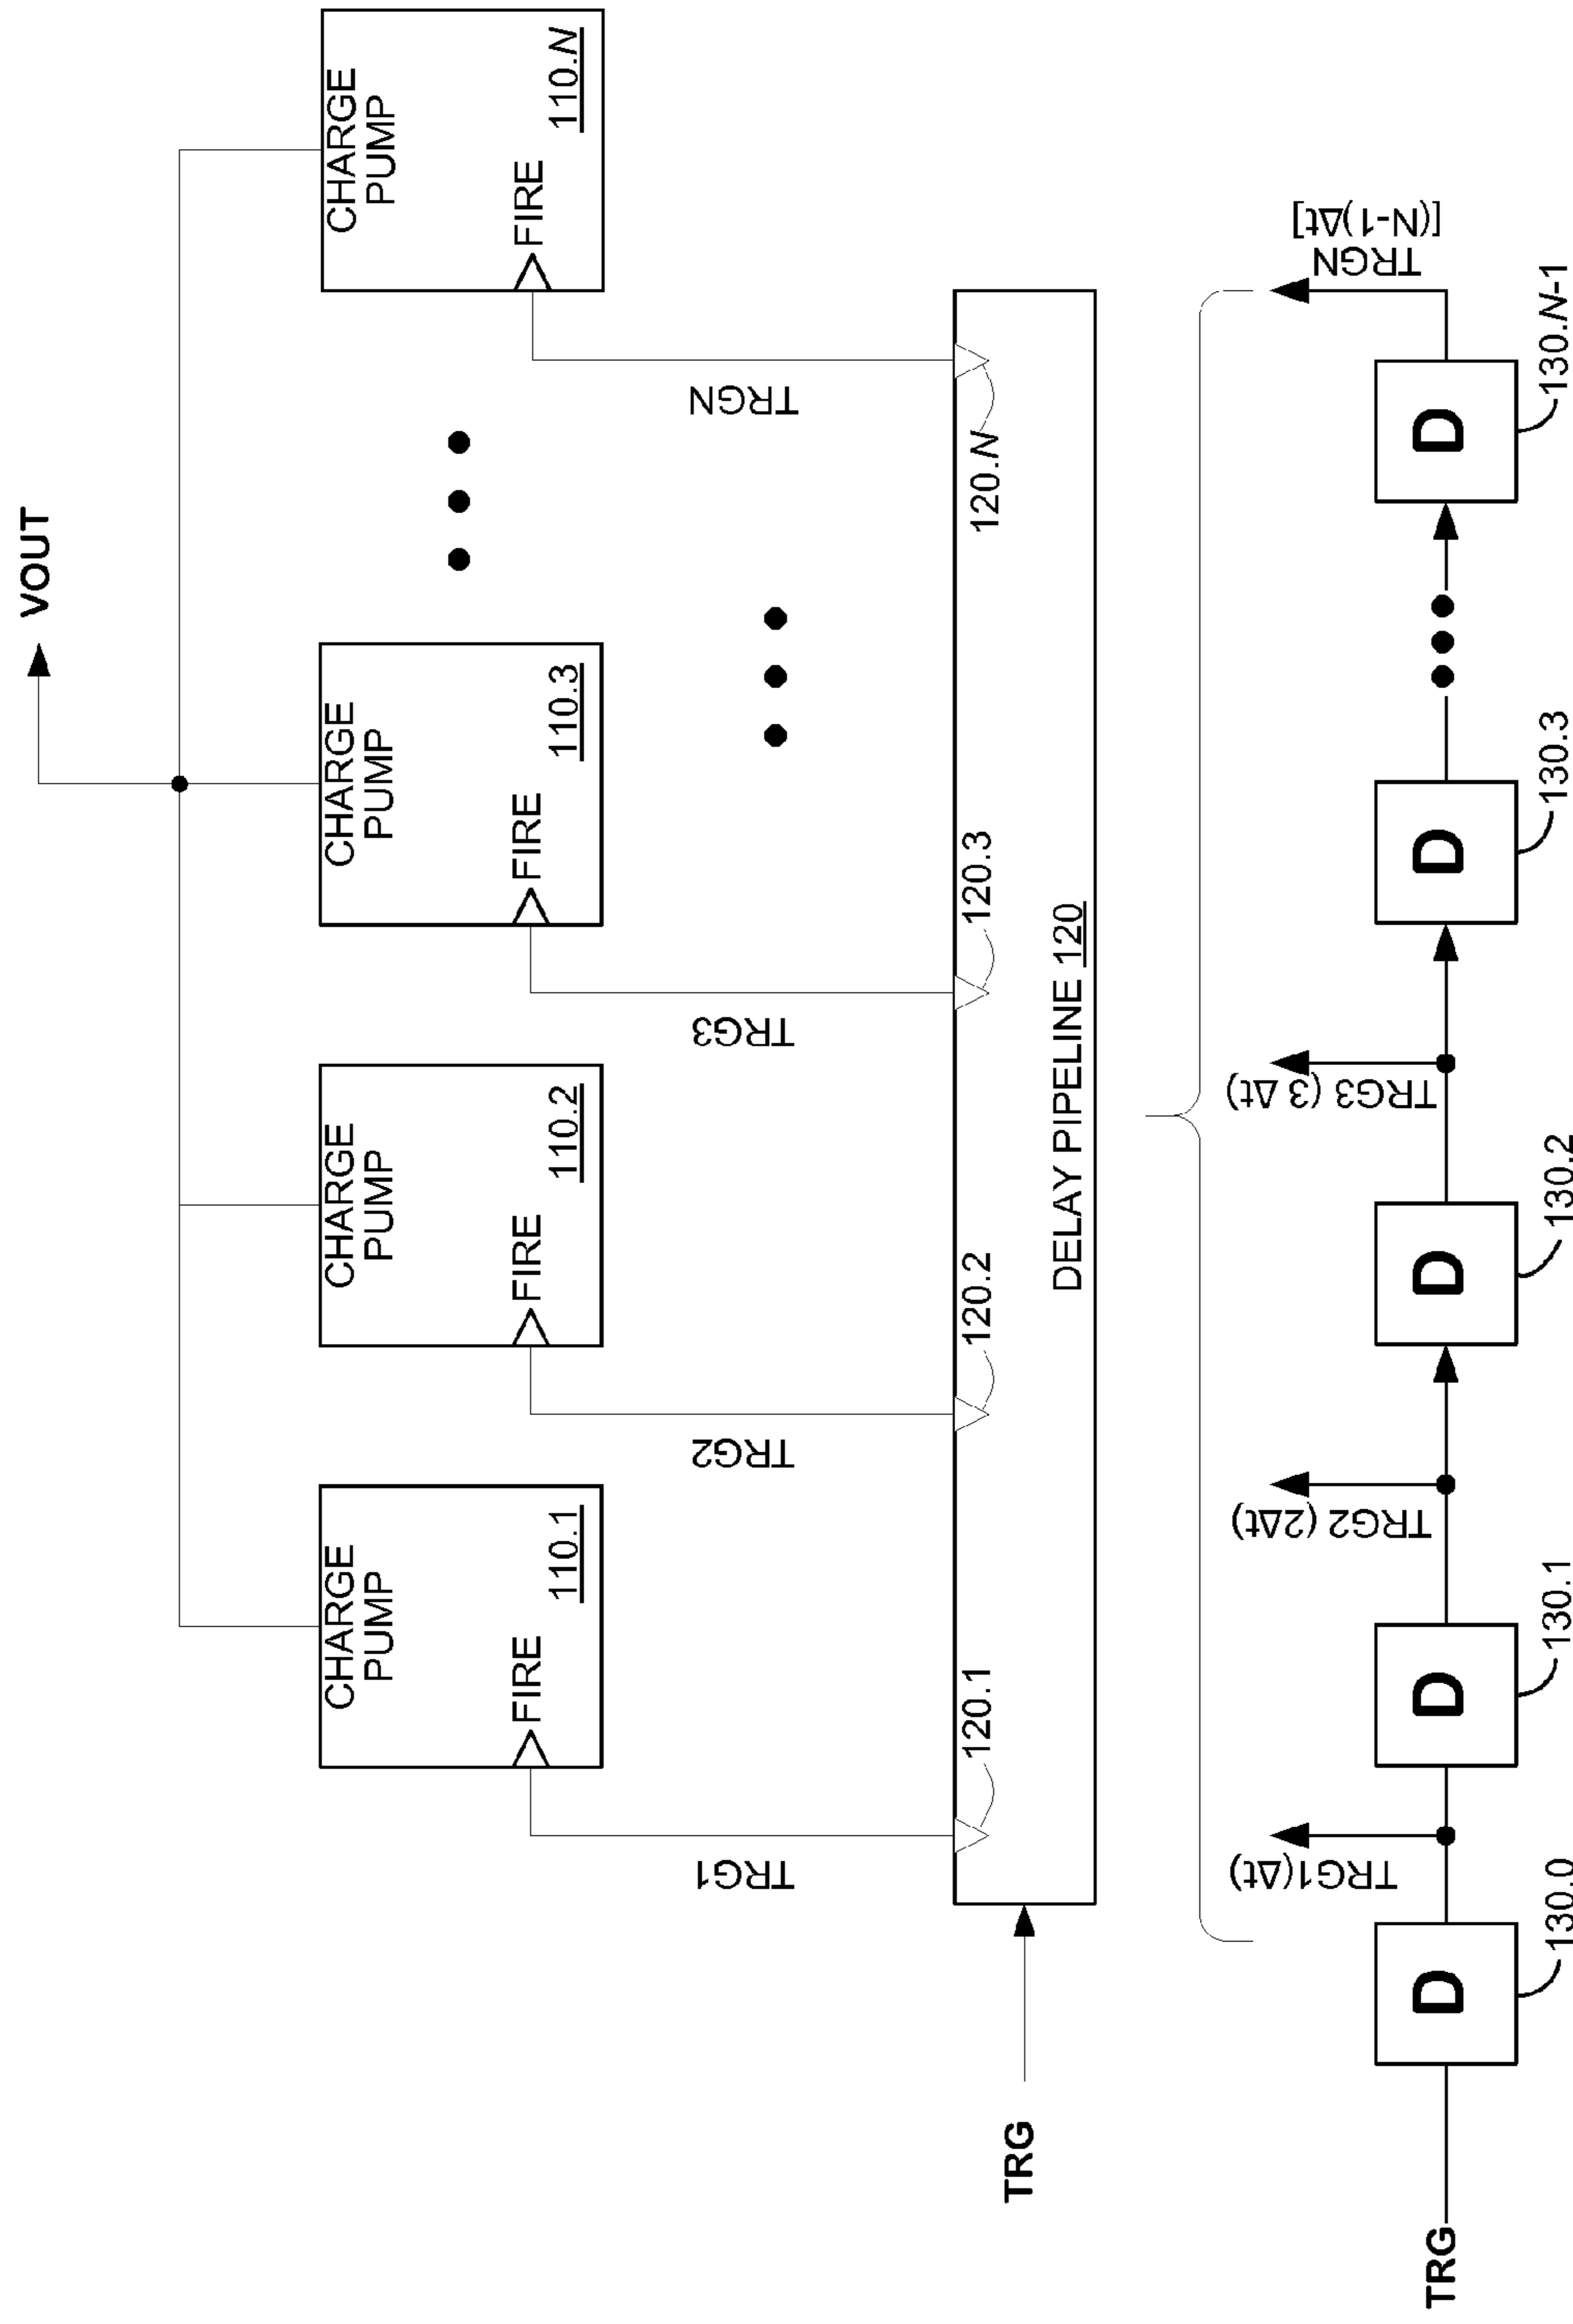 VOUT
CHARGE
PUMP
FIRE
110.1
CHARGE
PUMP
FIRE
110.2
CHARGE
PUMP
FIRE
110.3
CHARGE
PUMP
FIRE
110.N
TRG1
TRG2
TRG3
TRGN
120.1
120.2
120.3
120.N
TRG
DELAY PIPELINE 120
TRG1(Δt)
TRG2 (2Δt)
TRG3 (3 Δt)
TRGN
[(N-1)Δt]
TRG
D
D
D
D
D
130.0
130.1
130.2
130.3
130.N-1